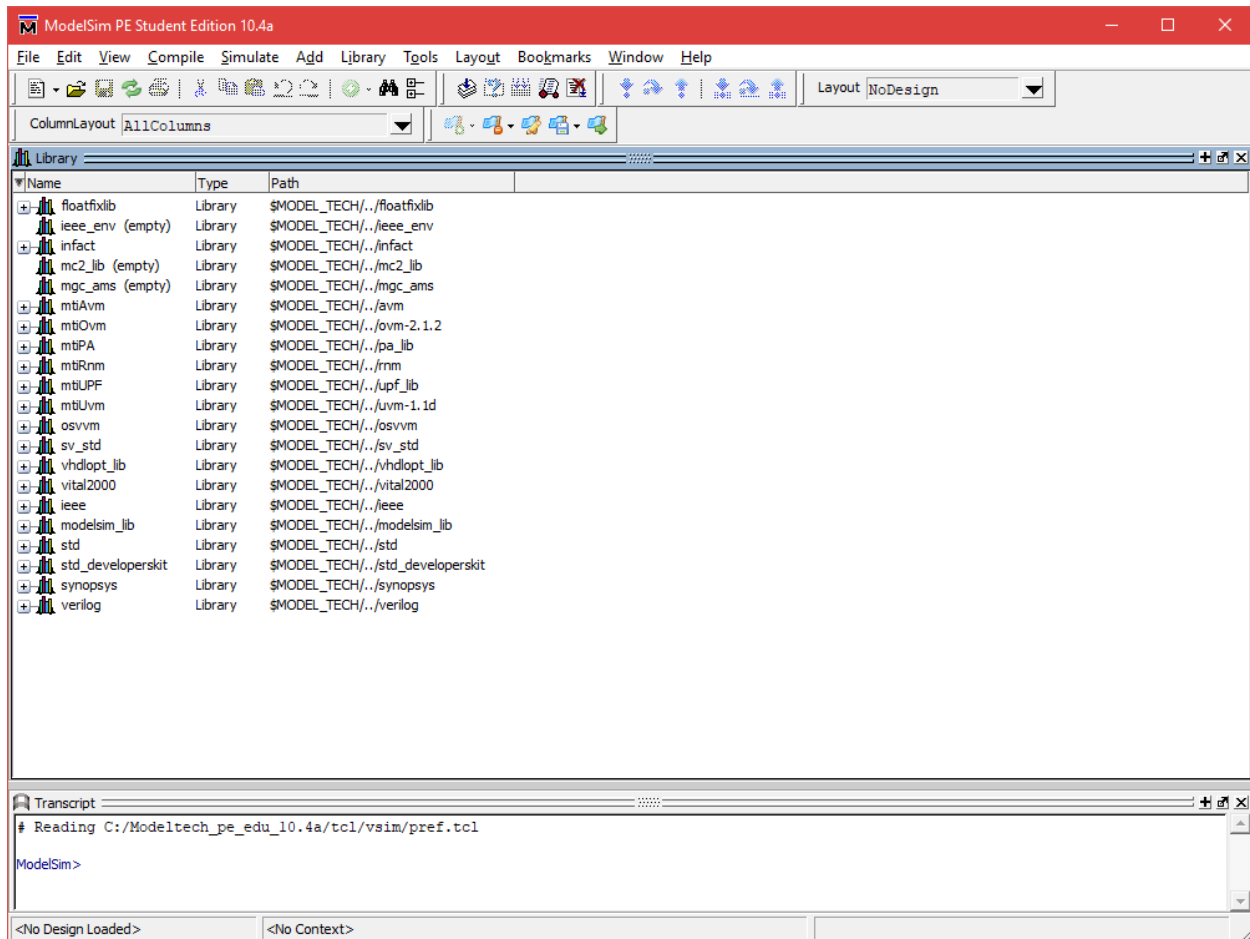 ModelSim PE Student Edition 10.4a
File Edit View Compile Simulate Add Library Tools Layout Bookmarks Window Help
Layout NoDesign
ColumnLayout AllColumns
Library
Name Type Path
floatfixlib Library $MODEL_TECH/../floatfixlib
ieee_env (empty) Library $MODEL_TECH/../ieee_env
infact Library $MODEL_TECH/../infact
mc2_lib (empty) Library $MODEL_TECH/../mc2_lib
mgc_ams (empty) Library $MODEL_TECH/../mgc_ams
mtiAvm Library $MODEL_TECH/../avm
mtiOvm Library $MODEL_TECH/../ovm-2.1.2
mtiPA Library $MODEL_TECH/../pa_lib
mtiRnm Library $MODEL_TECH/../rnm
mtiUPF Library $MODEL_TECH/../upf_lib
mtiUvm Library $MODEL_TECH/../uvm-1.1d
osvvm Library $MODEL_TECH/../osvvm
sv_std Library $MODEL_TECH/../sv_std
vhdlopt_lib Library $MODEL_TECH/../vhdlopt_lib
vital2000 Library $MODEL_TECH/../vital2000
ieee Library $MODEL_TECH/../ieee
modelsim_lib Library $MODEL_TECH/../modelsim_lib
std Library $MODEL_TECH/../std
std_developerskit Library $MODEL_TECH/../std_developerskit
synopsys Library $MODEL_TECH/../synopsys
verilog Library $MODEL_TECH/../verilog
Transcript
# Reading C:/Modeltech_pe_edu_10.4a/tcl/vsim/pref.tcl
ModelSim>
<No Design Loaded> <No Context>